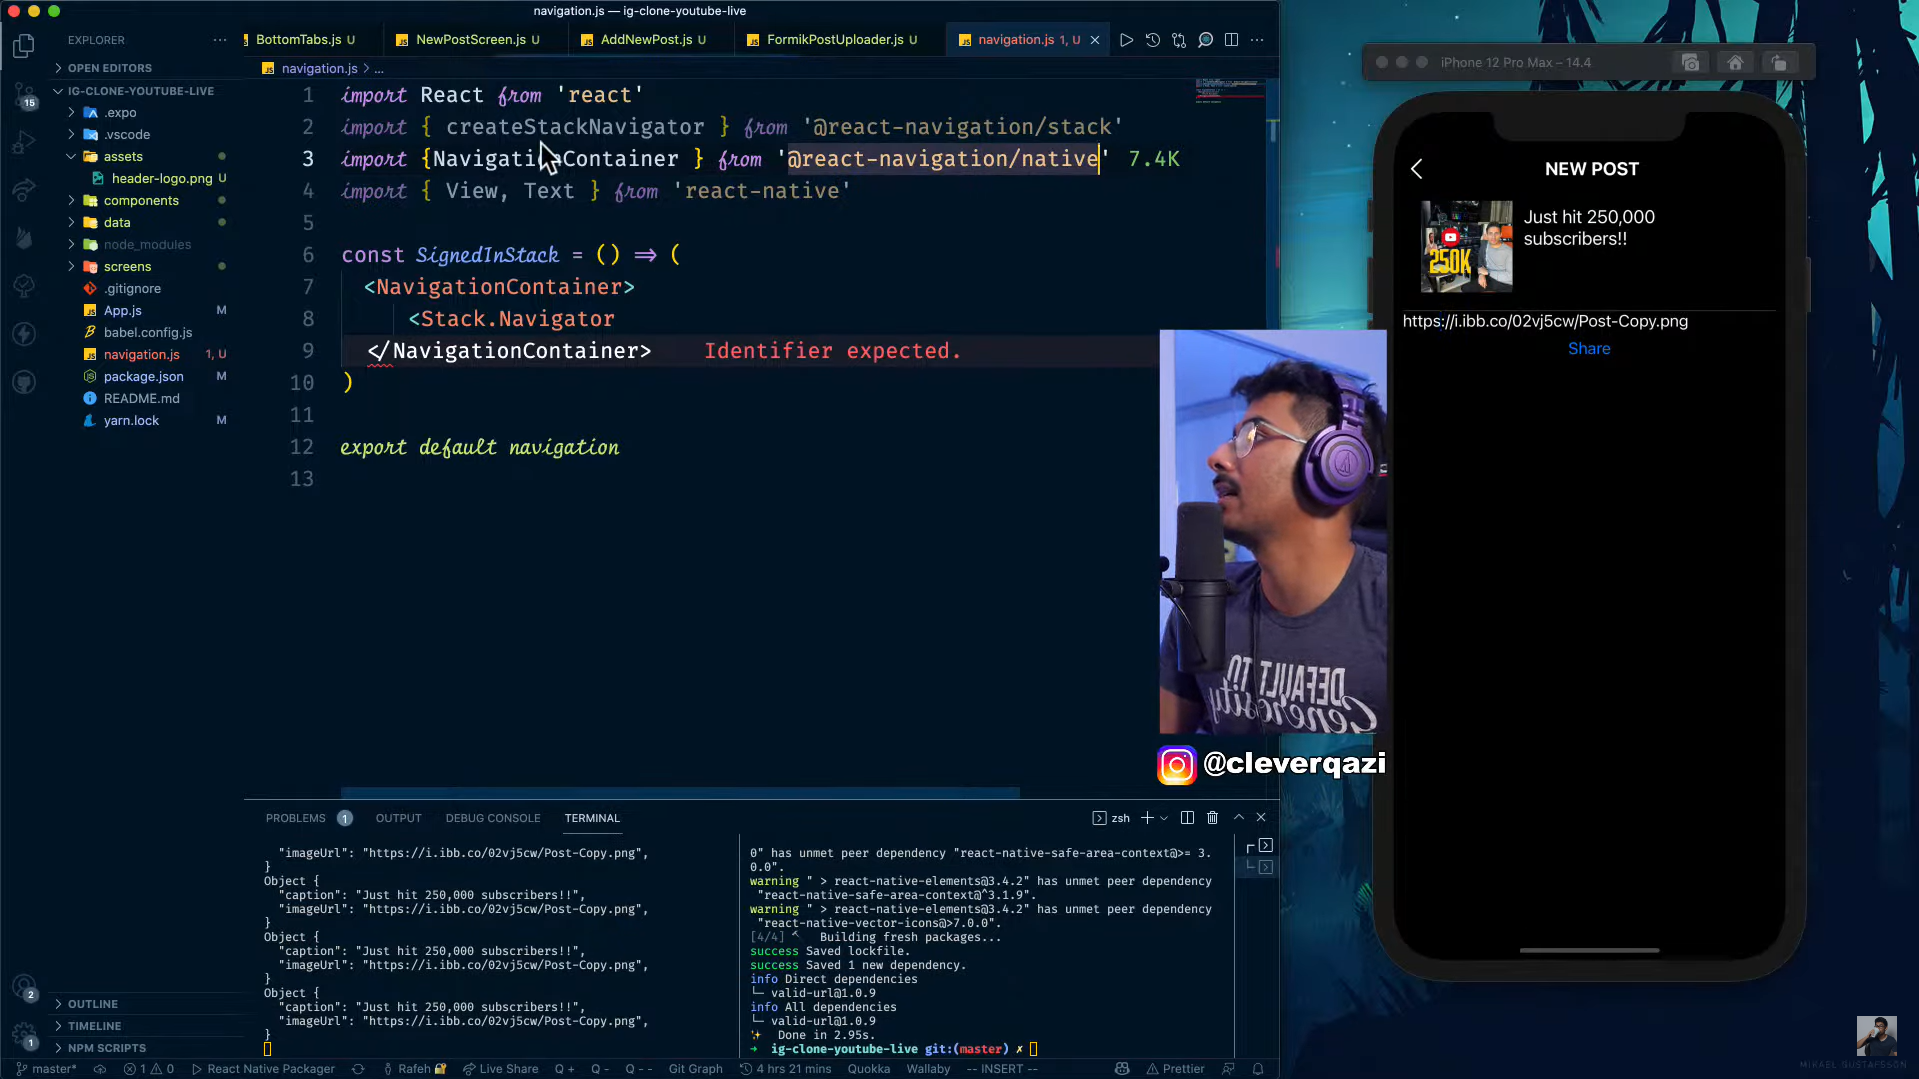 navigation.js — ig-clone-youtube-live
EXPLORER
BottomTabs.js U
NewPostScreen.js U
AddNewPost.js U
FormikPostUploader.js U
navigation.js 1, U
OPEN EDITORS
navigation.js > ...
IG-CLONE-YOUTUBE-LIVE
.expo
.vscode
assets
header-logo.png U
components
data
node_modules
screens
.gitignore
App.js M
babel.config.js
navigation.js 1, U
package.json M
README.md
yarn.lock M
15
1 import React from 'react'
2 import { createStackNavigator } from '@react-navigation/stack'
3 import {NavigationContainer } from '@react-navigation/native' 7.4K
4 import { View, Text } from 'react-native'
5
6 const SignedInStack = () => (
7 <NavigationContainer>
8 <Stack.Navigator
9 </NavigationContainer> Identifier expected.
10 )
11
12 export default navigation
13
iPhone 12 Pro Max – 14.4
NEW POST
250K
Just hit 250,000
subscribers!!
https://i.ibb.co/02vj5cw/Post-Copy.png
Share
DEFAULT TO
Generosity
@cleverqazi
PROBLEMS 1 OUTPUT DEBUG CONSOLE TERMINAL
zsh
"imageUrl": "https://i.ibb.co/02vj5cw/Post-Copy.png",
}
Object {
"caption": "Just hit 250,000 subscribers!!",
"imageUrl": "https://i.ibb.co/02vj5cw/Post-Copy.png",
}
Object {
"caption": "Just hit 250,000 subscribers!!",
"imageUrl": "https://i.ibb.co/02vj5cw/Post-Copy.png",
}
Object {
"caption": "Just hit 250,000 subscribers!!",
"imageUrl": "https://i.ibb.co/02vj5cw/Post-Copy.png",
}
0" has unmet peer dependency "react-native-safe-area-context@>= 3.
0.0".
warning " > react-native-elements@3.4.2" has unmet peer dependency
"react-native-safe-area-context@^3.1.9".
warning " > react-native-elements@3.4.2" has unmet peer dependency
"react-native-vector-icons@>7.0.0".
[4/4] Building fresh packages...
success Saved lockfile.
success Saved 1 new dependency.
info Direct dependencies
└─ valid-url@1.0.9
info All dependencies
└─ valid-url@1.0.9
✨ Done in 2.95s.
➜ ig-clone-youtube-live git:(master) ✗
2
1
OUTLINE
TIMELINE
NPM SCRIPTS
master* 1 0 React Native Packager Rafeh Live Share Q + Q - Q - - Git Graph 4 hrs 21 mins Quokka Wallaby -- INSERT -- Prettier
MIKAEL GUSTAFSSON